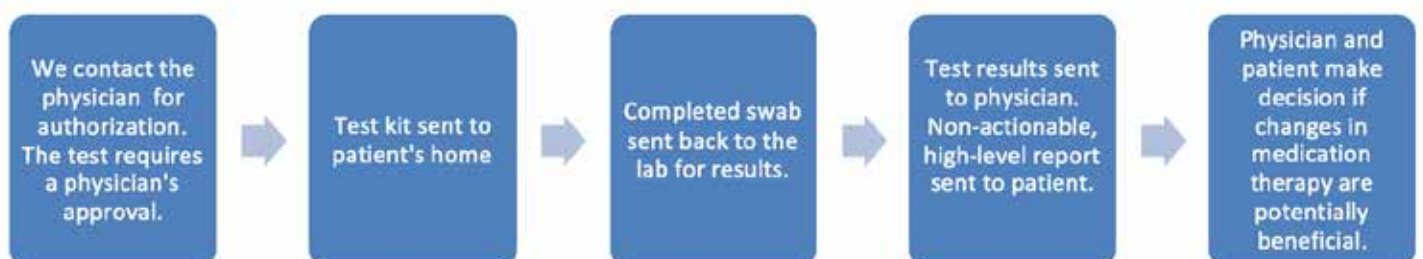 We contact the
physician for
authorization.
The test requires
a physician's
approval.
Test kit sent to
patient's home
Completed swab
sent back to the
lab for results.
Test results sent
to physician.
Non-actionable,
high-level report
sent to patient.
Physician and
patient make
decision if
changes in
medication
therapy are
potentially
beneficial.